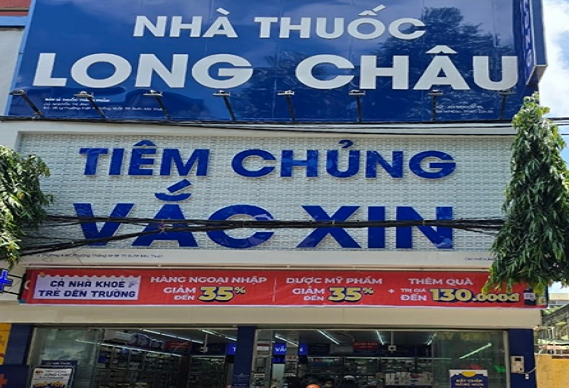 NHÀ THUỐC
LONG CHÂU
TIÊM CHỦNG
VẮC XIN
CẢ NHÀ KHOẺ
TRẺ ĐẾN TRƯỜNG
HÀNG NGOẠI NHẬP
GIẢM ĐẾN 35%
DƯỢC MỸ PHẨM
GIẢM ĐẾN 35%
+
THÊM QUÀ
TRỊ GIÁ ĐẾN 130.000đ